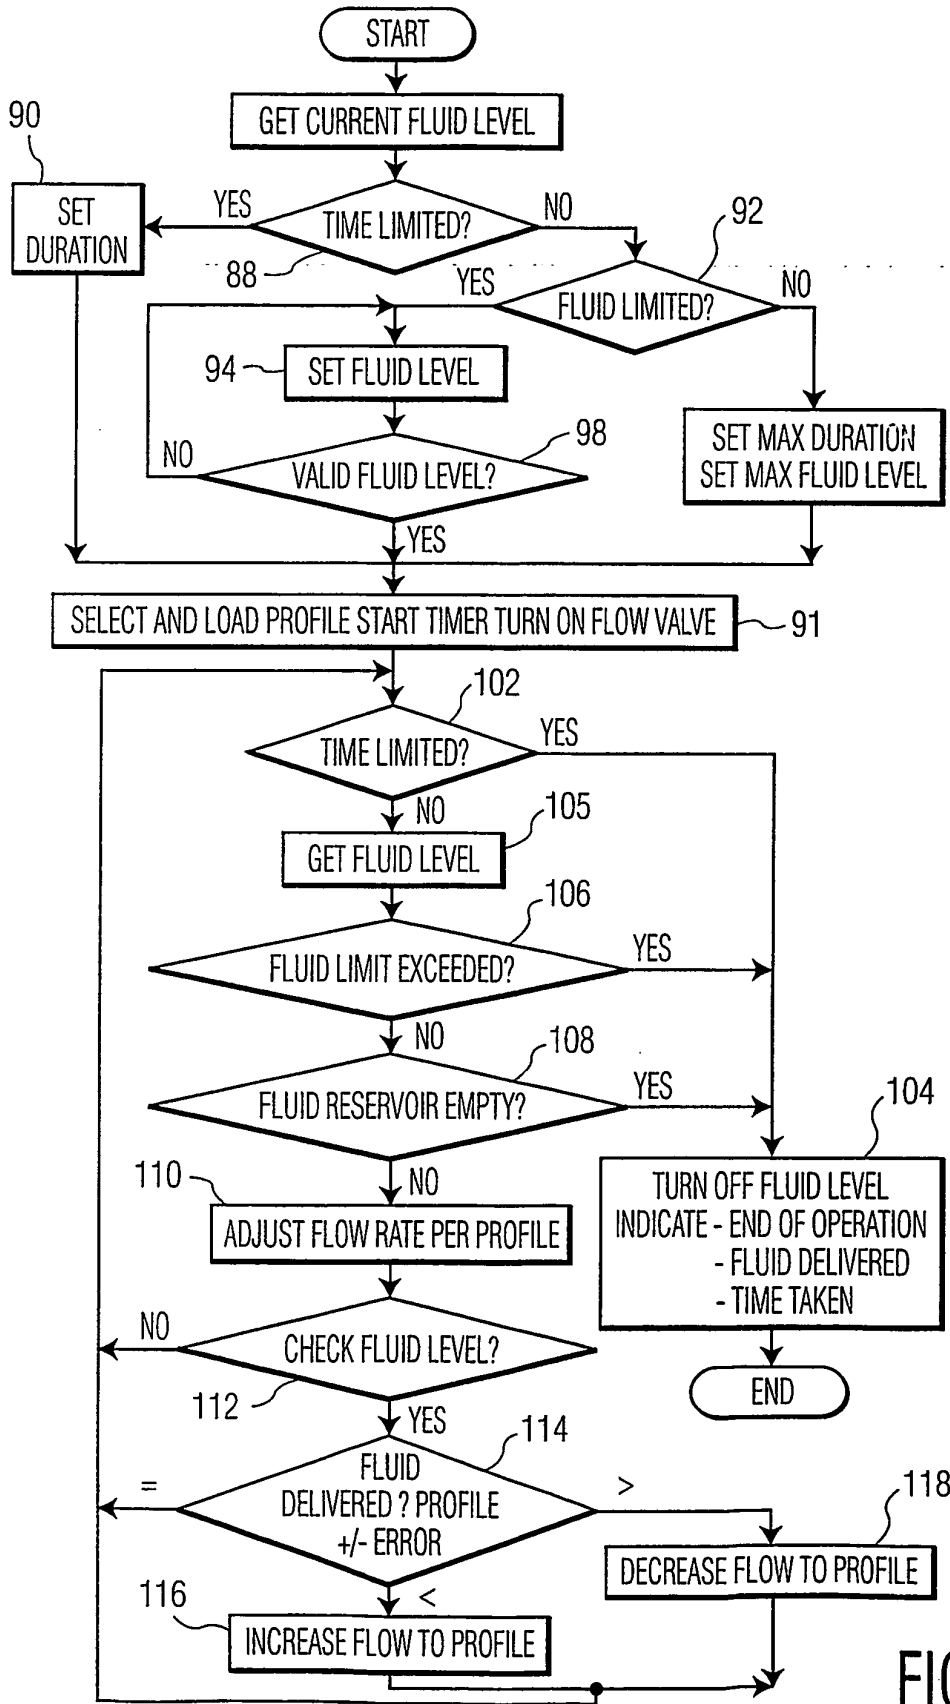 START
GET CURRENT FLUID LEVEL
90
SET
DURATION
YES
TIME LIMITED?
NO
88
92
YES
FLUID LIMITED?
NO
94
SET FLUID LEVEL
98
NO
VALID FLUID LEVEL?
YES
SET MAX DURATION
SET MAX FLUID LEVEL
SELECT AND LOAD PROFILE START TIMER TURN ON FLOW VALVE
91
102
TIME LIMITED?
YES
NO
105
GET FLUID LEVEL
106
FLUID LIMIT EXCEEDED?
YES
NO
108
FLUID RESERVOIR EMPTY?
YES
104
110
NO
ADJUST FLOW RATE PER PROFILE
TURN OFF FLUID LEVEL
INDICATE - END OF OPERATION
- FLUID DELIVERED
- TIME TAKEN
NO
CHECK FLUID LEVEL?
112
YES
END
114
=
FLUID
DELIVERED ? PROFILE
+/- ERROR
>
118
DECREASE FLOW TO PROFILE
116
<
INCREASE FLOW TO PROFILE